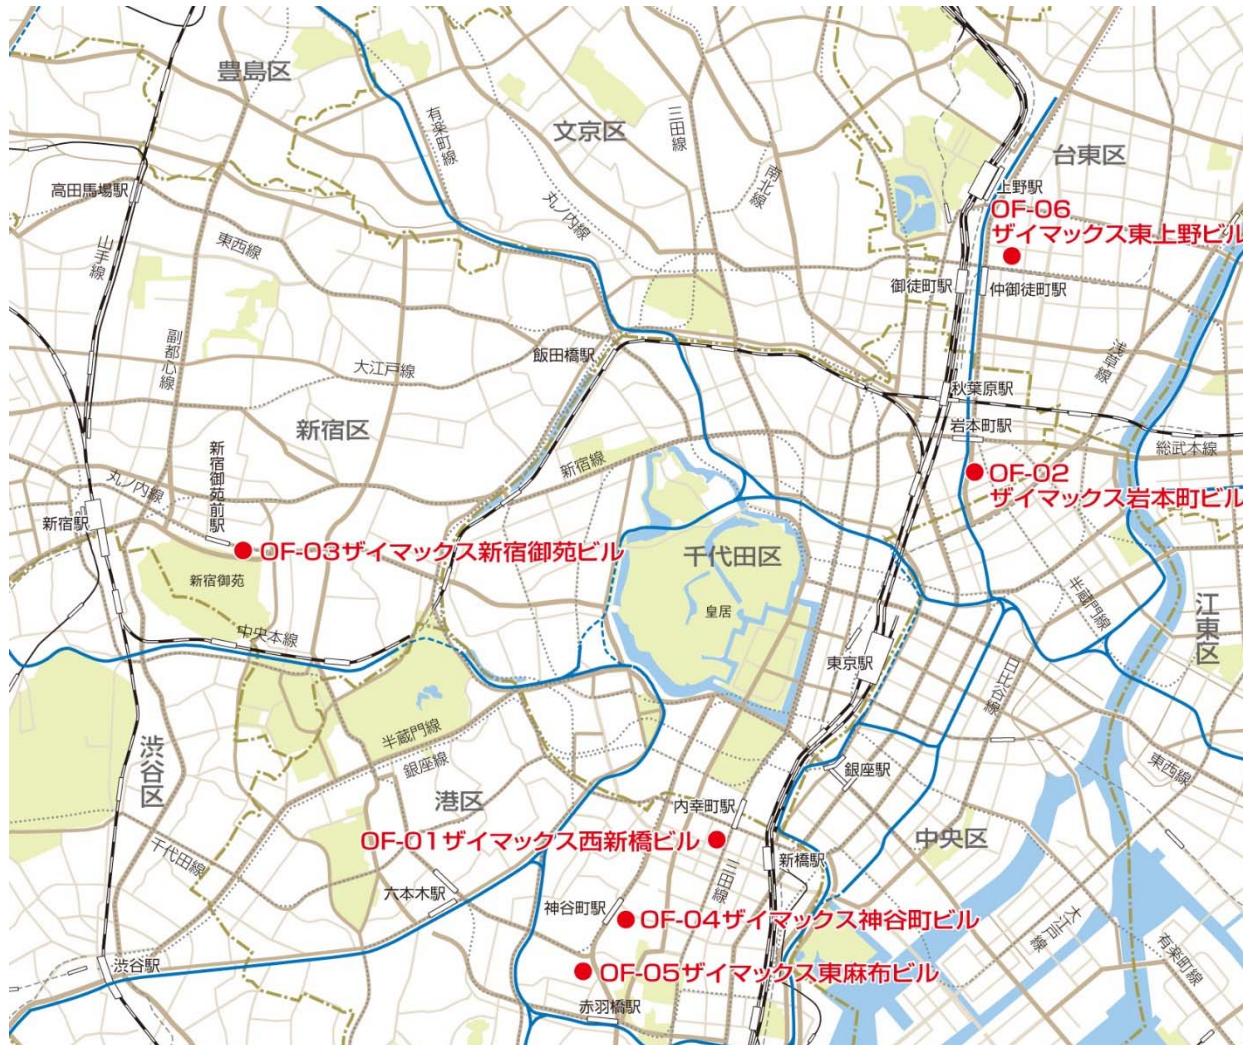 豊島区
文京区
台東区
有楽町線
三田線
南北線
丸ノ内線
高田馬場駅
山手線
東西線
上野駅
OF-06
ザイマックス東上野ビル
御徒町駅
仲御徒町駅
副都心線
大江戸線
飯田橋駅
浅草線
秋葉原駅
岩本町駅
総武本線
新宿区
新宿御苑前駅
新宿線
OF-02
ザイマックス岩本町ビル
丸ノ内線
新宿駅
OF-03ザイマックス新宿御苑ビル
新宿御苑
千代田区
皇居
半蔵門線
江東区
中央本線
東京駅
日比谷線
半蔵門線
銀座線
渋谷区
港区
銀座駅
東西線
内幸町駅
中央区
OF-01ザイマックス西新橋ビル
新橋駅
千代田線
三田線
六本木駅
神谷町駅
OF-04ザイマックス神谷町ビル
大江戸線
有楽町線
渋谷駅
OF-05ザイマックス東麻布ビル
赤羽橋駅